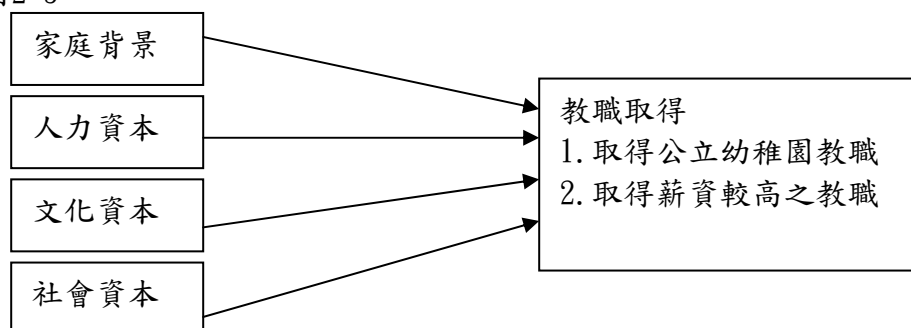 家庭背景
人力資本
文化資本
社會資本
教職取得
1.取得公立幼稚園教職
2.取得薪資較高之教職